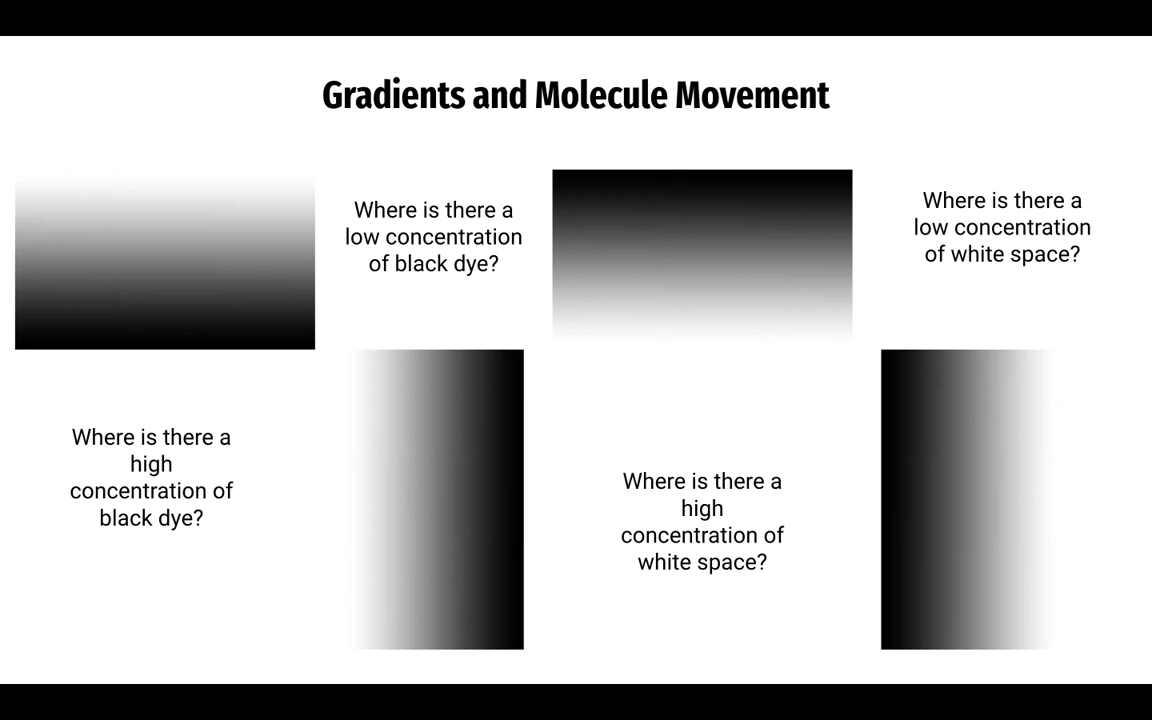 Gradients and Molecule Movement
Where is there a
low concentration
of black dye?
Where is there a
low concentration
of white space?
Where is there a
high
concentration of
black dye?
Where is there a
high
concentration of
white space?